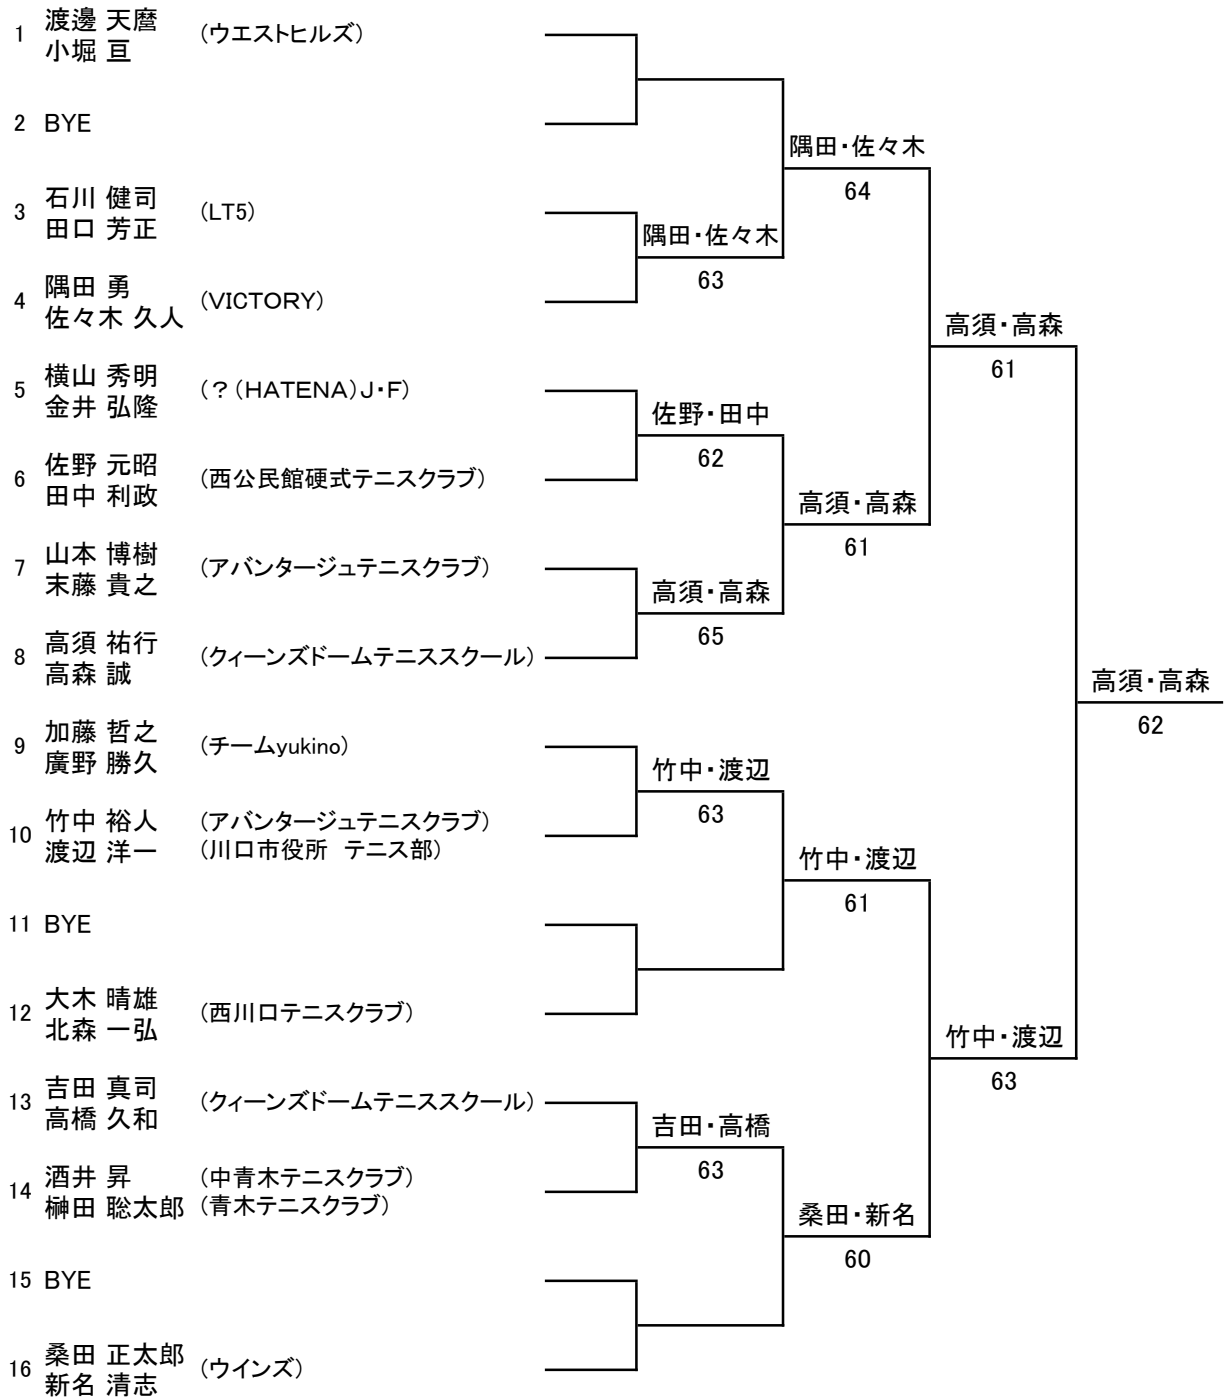 1 渡邊 天麿 (ウエストヒルズ)
小堀 亘
2 BYE
隅田・佐々木
64
3 石川 健司 (LT5)
田口 芳正
隅田・佐々木
63
4 隅田 勇 (VICTORY)
佐々木 久人
高須・高森
61
5 横山 秀明 (？(HATENA)J・F)
金井 弘隆
佐野・田中
62
6 佐野 元昭 (西公民館硬式テニスクラブ)
田中 利政
高須・高森
61
7 山本 博樹 (アバンタージュテニスクラブ)
末藤 貴之
高須・高森
65
8 高須 祐行 (クィーンズドームテニススクール)
高森 誠
高須・高森
62
9 加藤 哲之 (チームyukino)
廣野 勝久
竹中・渡辺
63
10 竹中 裕人 (アバンタージュテニスクラブ)
渡辺 洋一 (川口市役所　テニス部)
竹中・渡辺
61
11 BYE
12 大木 晴雄 (西川口テニスクラブ)
北森 一弘
竹中・渡辺
63
13 吉田 真司 (クィーンズドームテニススクール)
高橋 久和
吉田・高橋
63
14 酒井 昇 (中青木テニスクラブ)
榊田 聡太郎 (青木テニスクラブ)
桑田・新名
60
15 BYE
16 桑田 正太郎 (ウインズ)
新名 清志